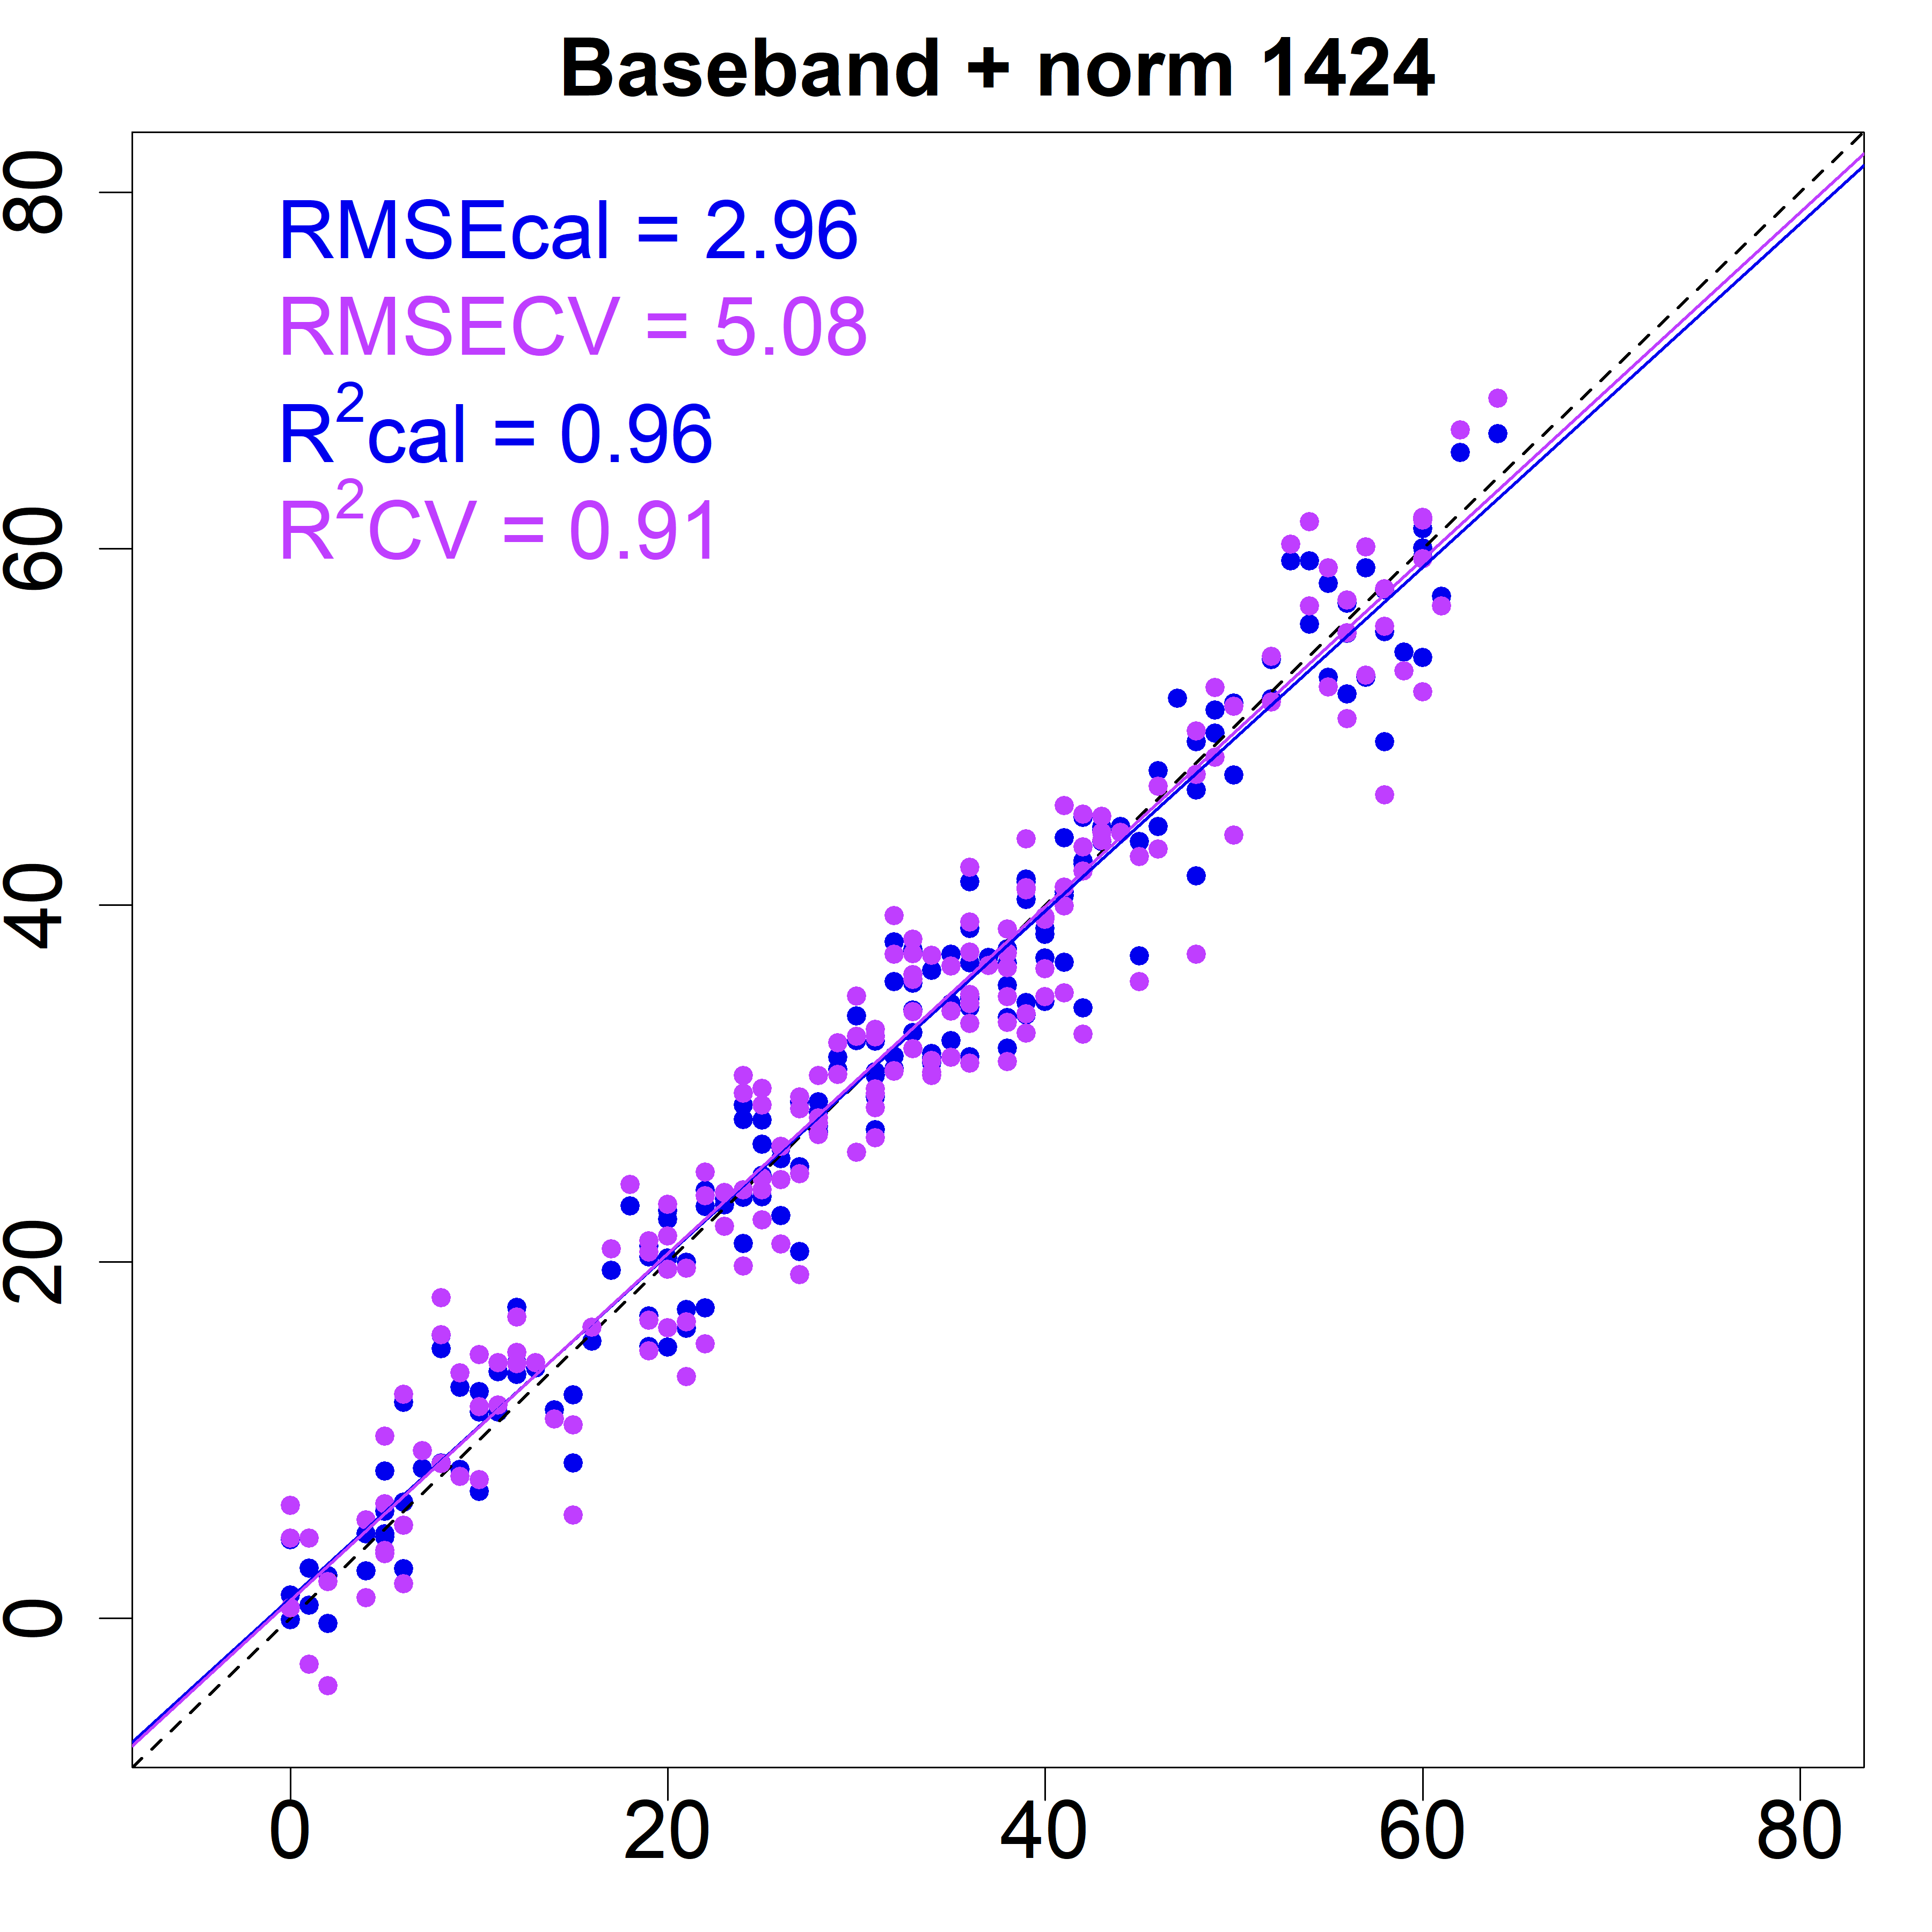 Baseband + norm 1424
80
RMSEcal = 2.96
RMSECV = 5.08
R²cal = 0.96
R²CV = 0.91
60
40
20
0
0 20 40 60 80